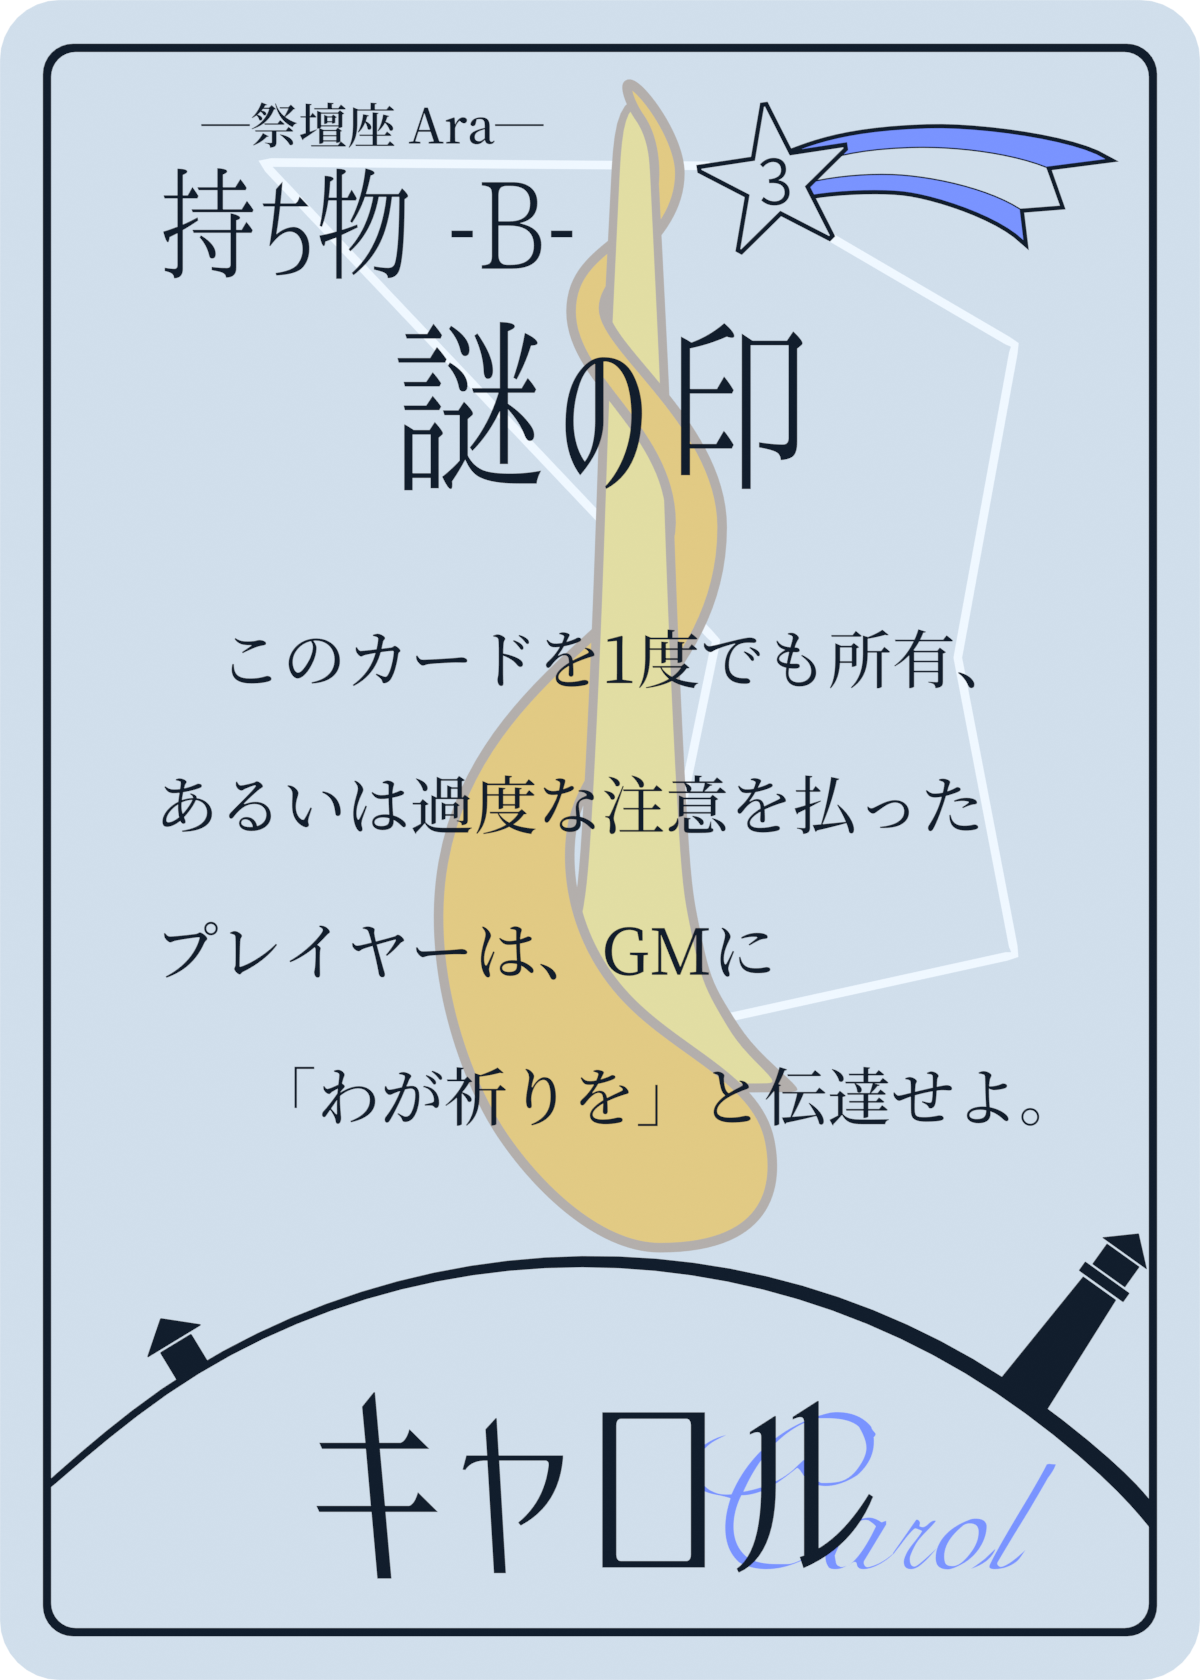 ―祭壇座 Ara―
3
持ち物 -B-
謎の印
このカードを1度でも所有、
あるいは過度な注意を払った
プレイヤーは、GMに
「わが祈りを」と伝達せよ。
キャロル
Carol